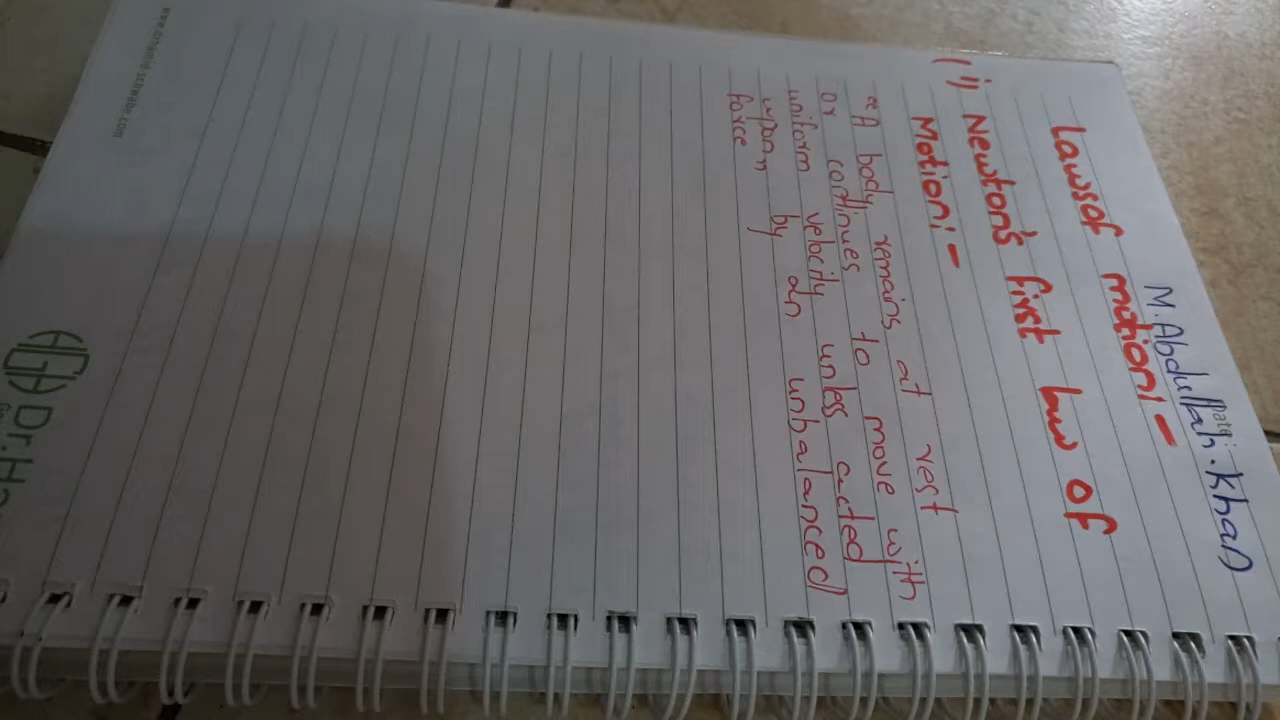 Date:
M.Abdullah.Khan
Laws of motion:-
(i) Newton's first law of
Motion:-
"A body remains at rest
or continues to move with
uniform velocity unless acted
upon by an unbalanced
force
Dr.H